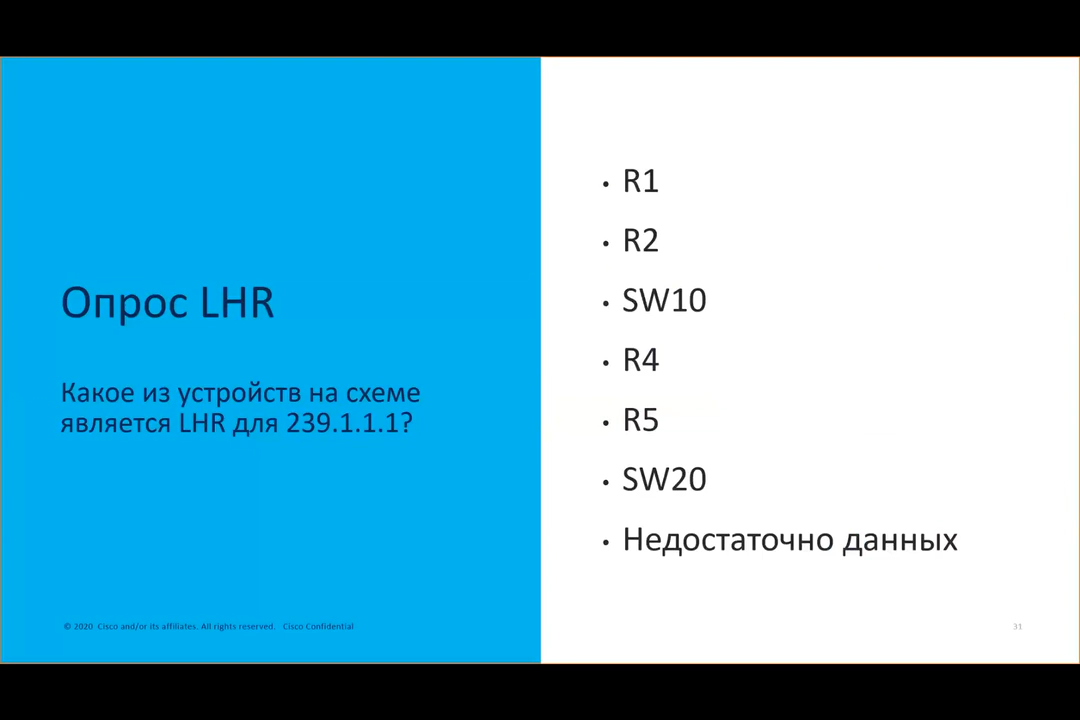 Опрос LHR
Какое из устройств на схеме
является LHR для 239.1.1.1?
• R1
• R2
• SW10
• R4
• R5
• SW20
• Недостаточно данных
© 2020 Cisco and/or its affiliates. All rights reserved. Cisco Confidential
31